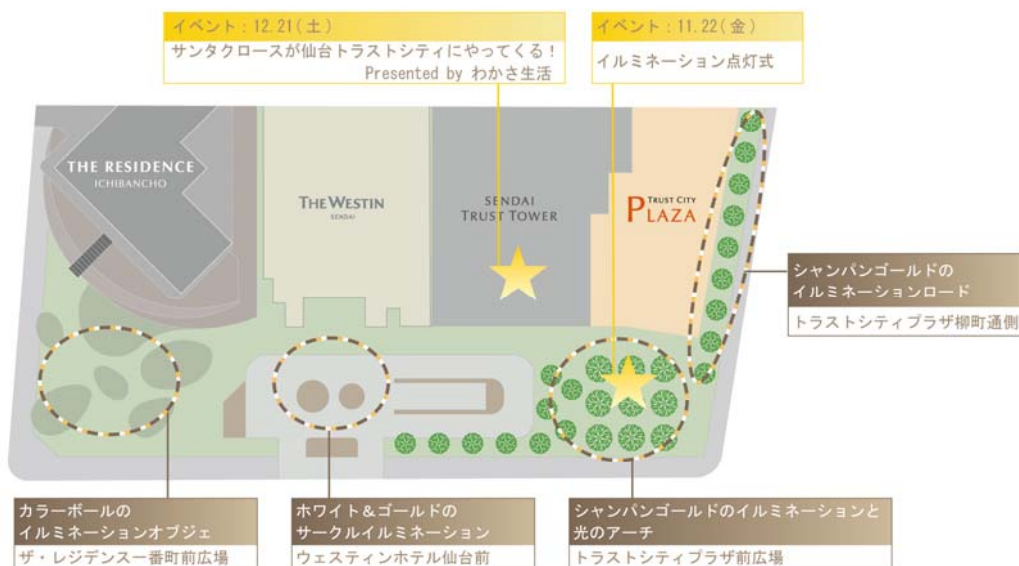 イベント：12.21(土)
サンタクロースが仙台トラストシティにやってくる！
Presented by わかさ生活
イベント：11.22(金)
イルミネーション点灯式
THE RESIDENCE
ICHIBANCHO
THE WESTIN
SENDAI
SENDAI
TRUST TOWER
TRUST CITY
PLAZA
シャンパンゴールドの
イルミネーションロード
トラストシティプラザ柳町通側
カラーボールの
イルミネーションオブジェ
ザ・レジデンス一番町前広場
ホワイト＆ゴールドの
サークルイルミネーション
ウェスティンホテル仙台前
シャンパンゴールドのイルミネーションと
光のアーチ
トラストシティプラザ前広場